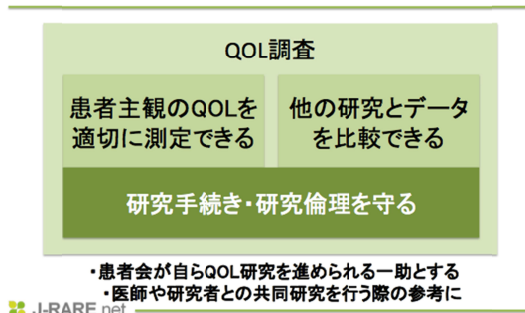 QOL調査
患者主観のQOLを
適切に測定できる
他の研究とデータ
を比較できる
研究手続き・研究倫理を守る
・患者会が自らQOL研究を進められる一助とする
・医師や研究者との共同研究を行う際の参考に
J-RARE.net